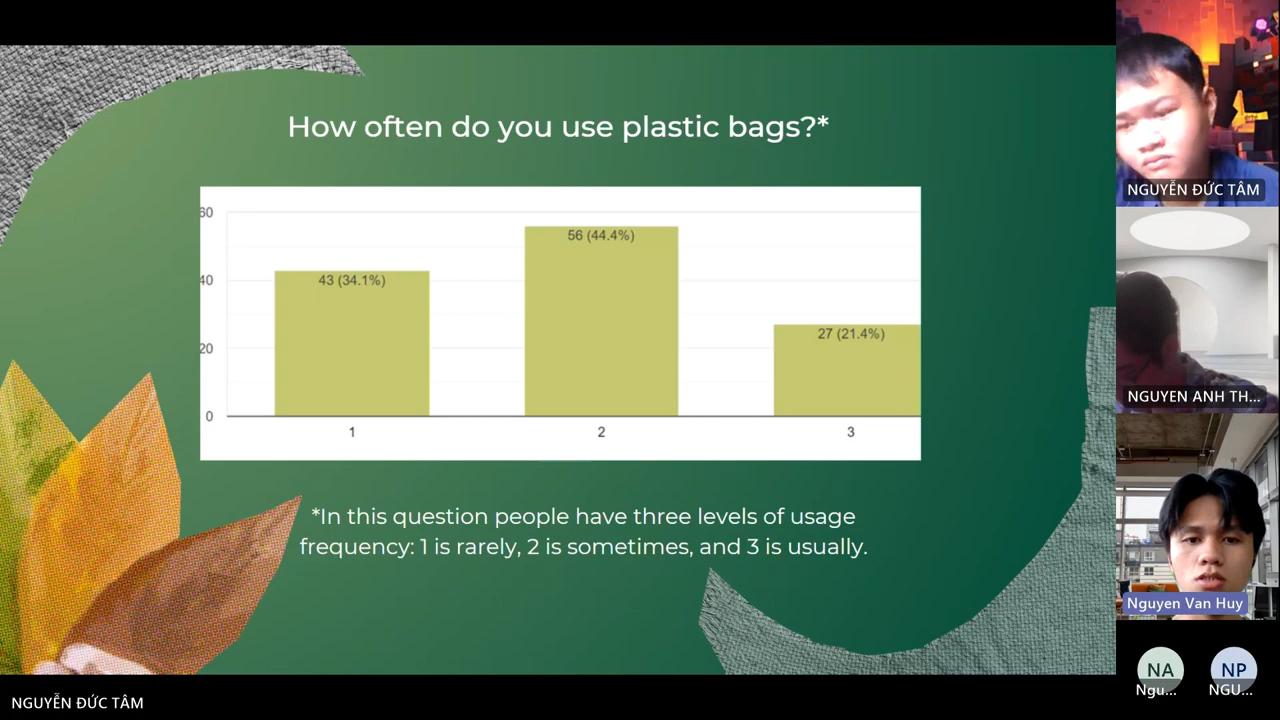 How often do you use plastic bags?*
60
40
20
0
43 (34.1%)
56 (44.4%)
27 (21.4%)
1
2
3
*In this question people have three levels of usage
frequency: 1 is rarely, 2 is sometimes, and 3 is usually.
NGUYỄN ĐỨC TÂM
NGUYỄN ĐỨC TÂM
NGUYEN ANH TH...
Nguyen Van Huy
NA
Ngu...
NP
NGU...